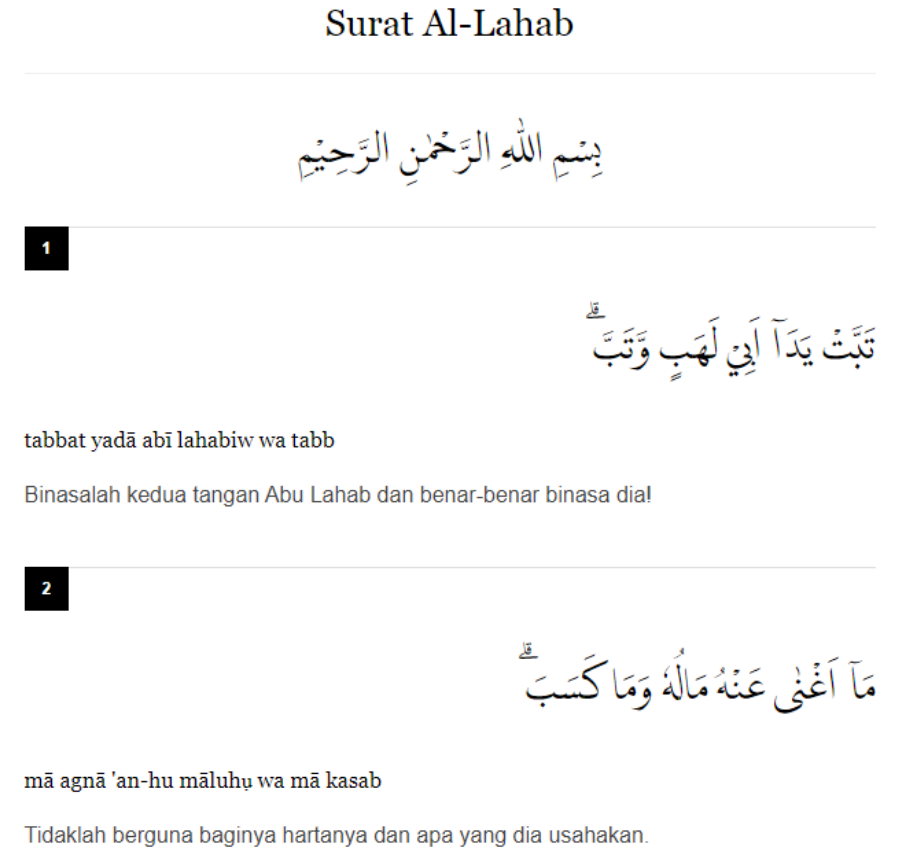 Surat Al-Lahab
بِسْمِ اللّٰهِ الرَّحْمٰنِ الرَّحِيْمِ
1
تَبَّتْ يَدَآ اَبِيْ لَهَبٍ وَّتَبَّۗ
tabbat yadā abī lahabiw wa tabb
Binasalah kedua tangan Abu Lahab dan benar-benar binasa dia!
2
مَآ اَغْنٰى عَنْهُ مَالُهٗ وَمَا كَسَبَۗ
mā agnā 'an-hu māluhụ wa mā kasab
Tidaklah berguna baginya hartanya dan apa yang dia usahakan.